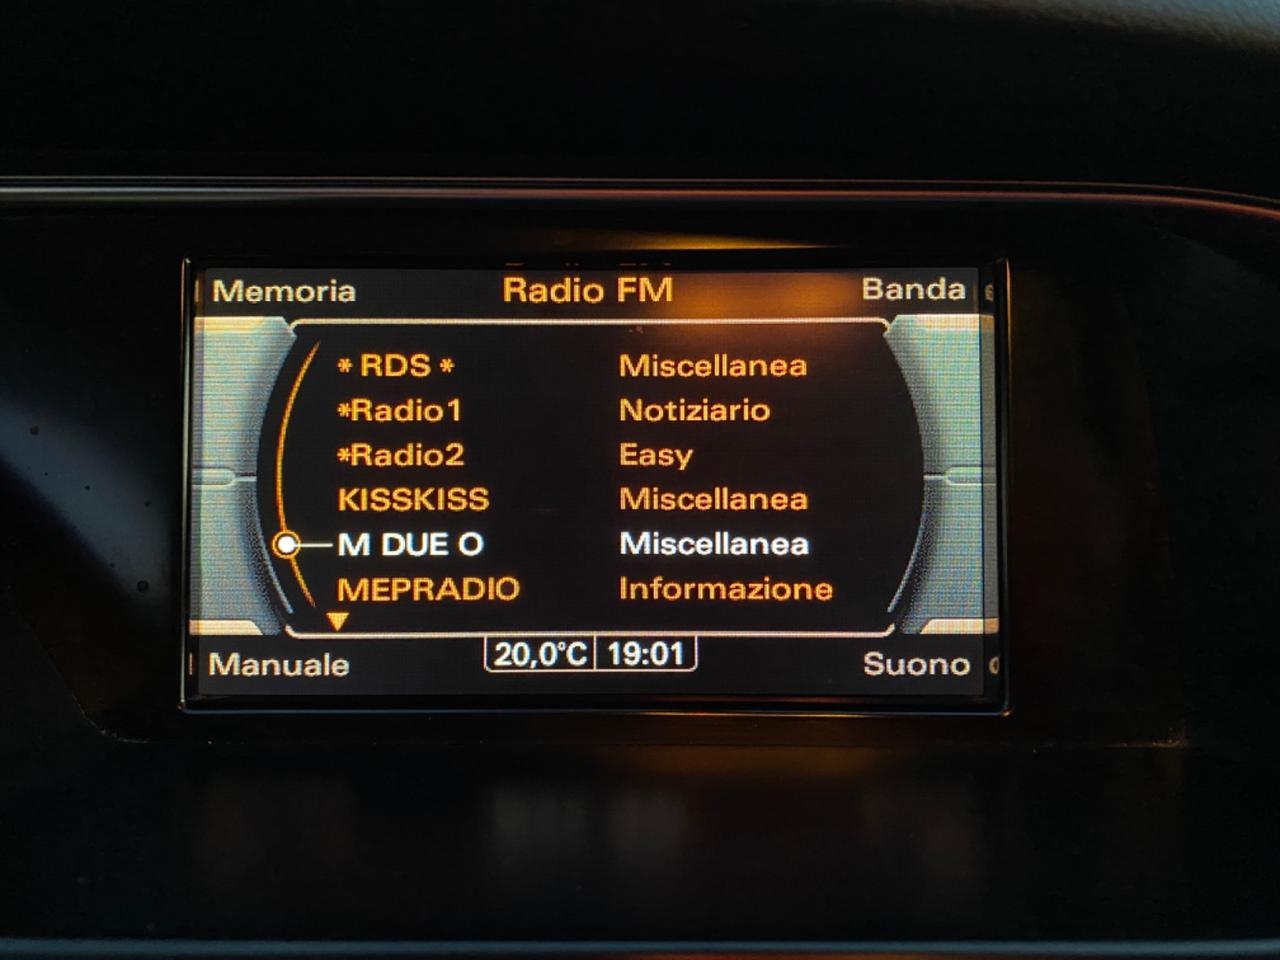 Memoria Radio FM Banda
* RDS * Miscellanea
*Radio1 Notiziario
*Radio2 Easy
KISSKISS Miscellanea
M DUE O Miscellanea
MEPRADIO Informazione
20,0°C 19:01
Manuale Suono